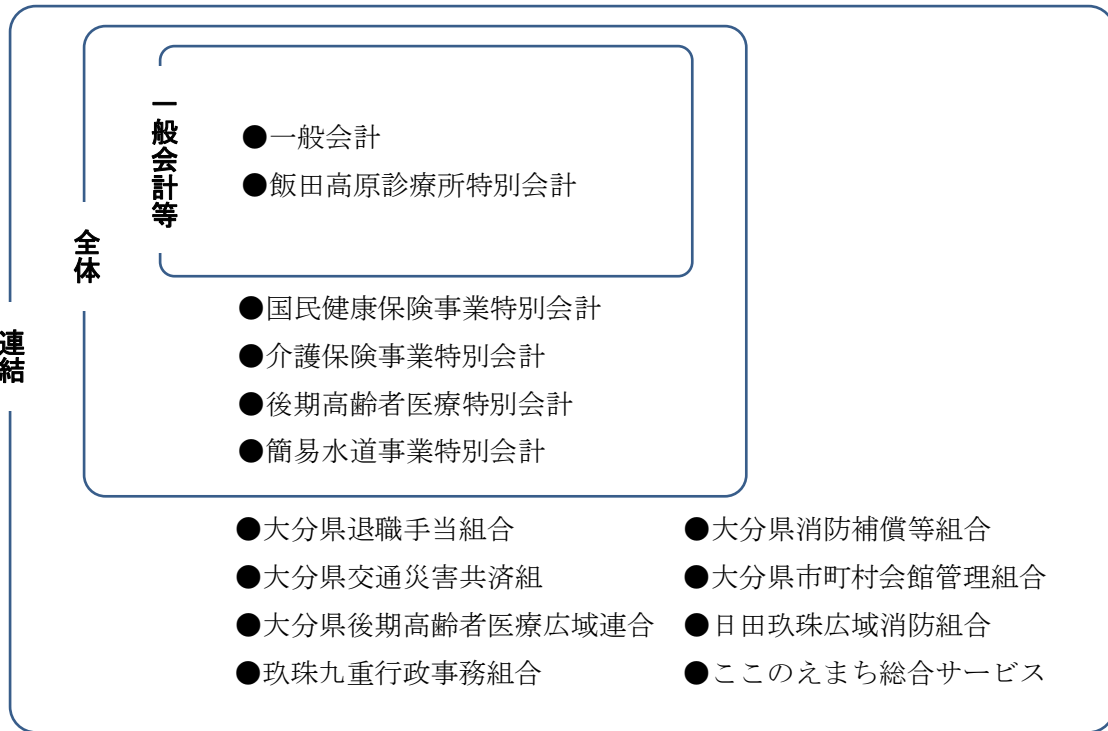 一般会計等
●一般会計
●飯田高原診療所特別会計
全体
●国民健康保険事業特別会計
●介護保険事業特別会計
●後期高齢者医療特別会計
●簡易水道事業特別会計
連結
●大分県退職手当組合
●大分県消防補償等組合
●大分県交通災害共済組
●大分県市町村会館管理組合
●大分県後期高齢者医療広域連合
●日田玖珠広域消防組合
●玖珠九重行政事務組合
●ここのえまち総合サービス